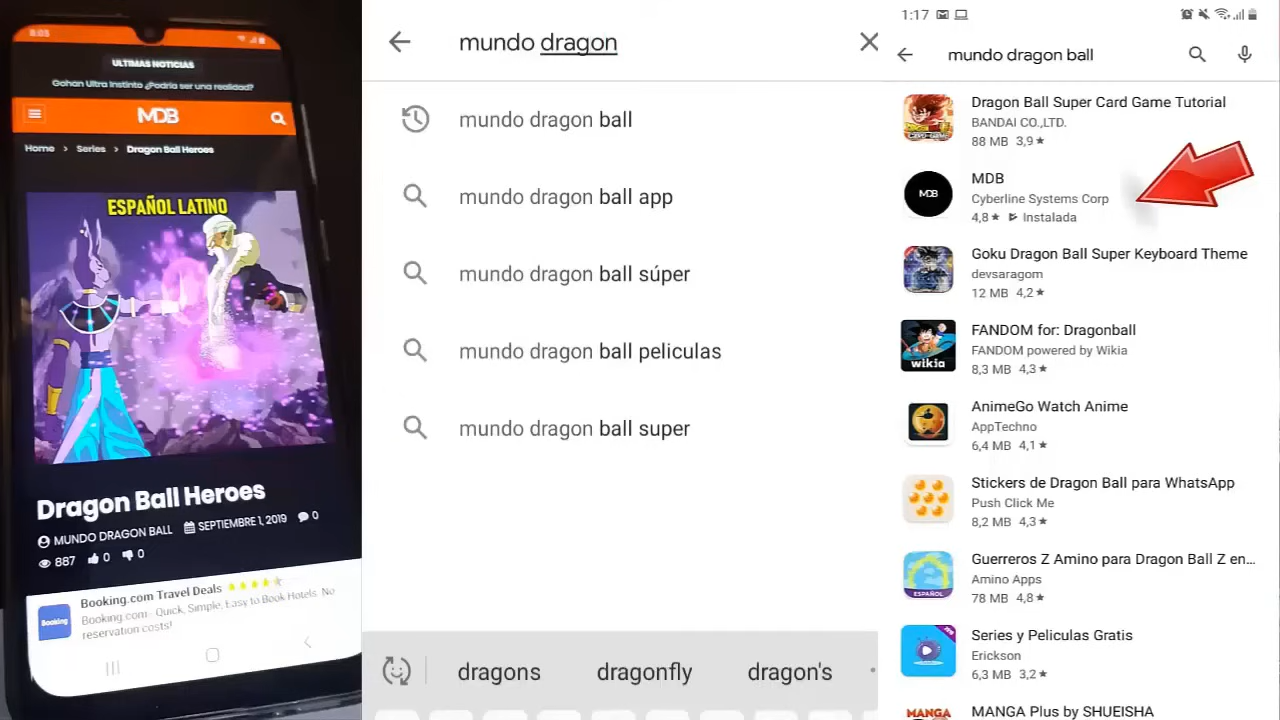 8:03
ULTIMAS NOTICIAS
Gohan Ultra Instinto ¿Podria ser una realidad?
MDB
Home > Series > Dragon Ball Heroes
ESPAÑOL LATINO
Dragon Ball Heroes
MUNDO DRAGON BALL SEPTIEMBRE 1, 2019 0
887 0 0
Booking.com Travel Deals
Booking.com - Quick, Simple, Easy to Book Hotels. No
reservation costs!
Booking
mundo dragon
mundo dragon ball
mundo dragon ball app
mundo dragon ball súper
mundo dragon ball peliculas
mundo dragon ball super
dragons dragonfly dragon's
1:17
mundo dragon ball
Dragon Ball Super Card Game Tutorial
BANDAI CO.,LTD.
88 MB 3,9★
MDB
MDB
Cyberline Systems Corp
4,8★ Instalada
Goku Dragon Ball Super Keyboard Theme
devsaragom
12 MB 4,2★
FANDOM for: Dragonball
wikia
FANDOM powered by Wikia
8,3 MB 4,3★
AnimeGo Watch Anime
AppTechno
6,4 MB 4,1★
Stickers de Dragon Ball para WhatsApp
Push Click Me
8,2 MB 4,3★
Guerreros Z Amino para Dragon Ball Z en...
ESPAÑOL
Amino Apps
78 MB 4,8★
Series y Peliculas Gratis
Erickson
6,3 MB 3,2★
MANGA Plus by SHUEISHA
MANGA